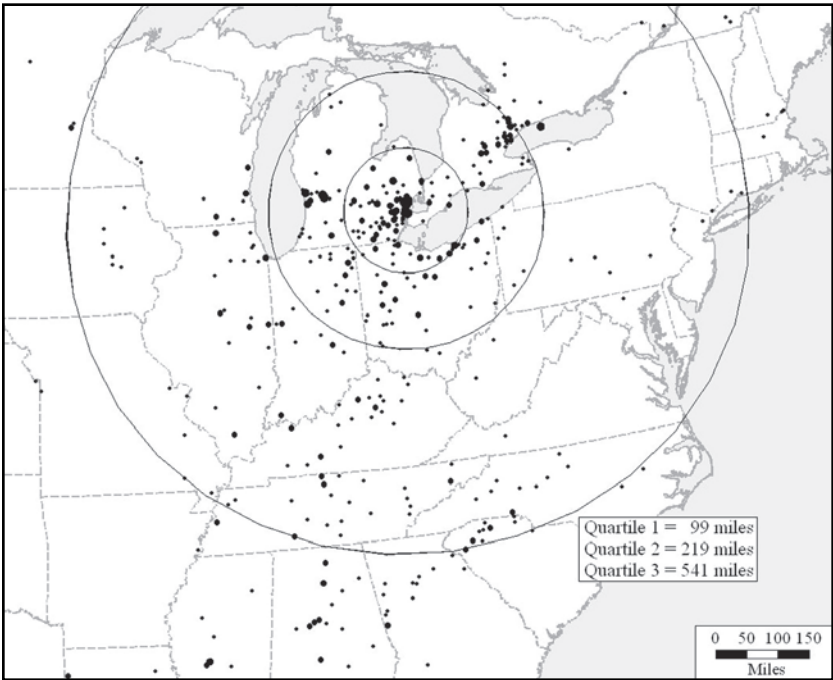 Quartile 1 = 99 miles
Quartile 2 = 219 miles
Quartile 3 = 541 miles
0 50 100 150
Miles